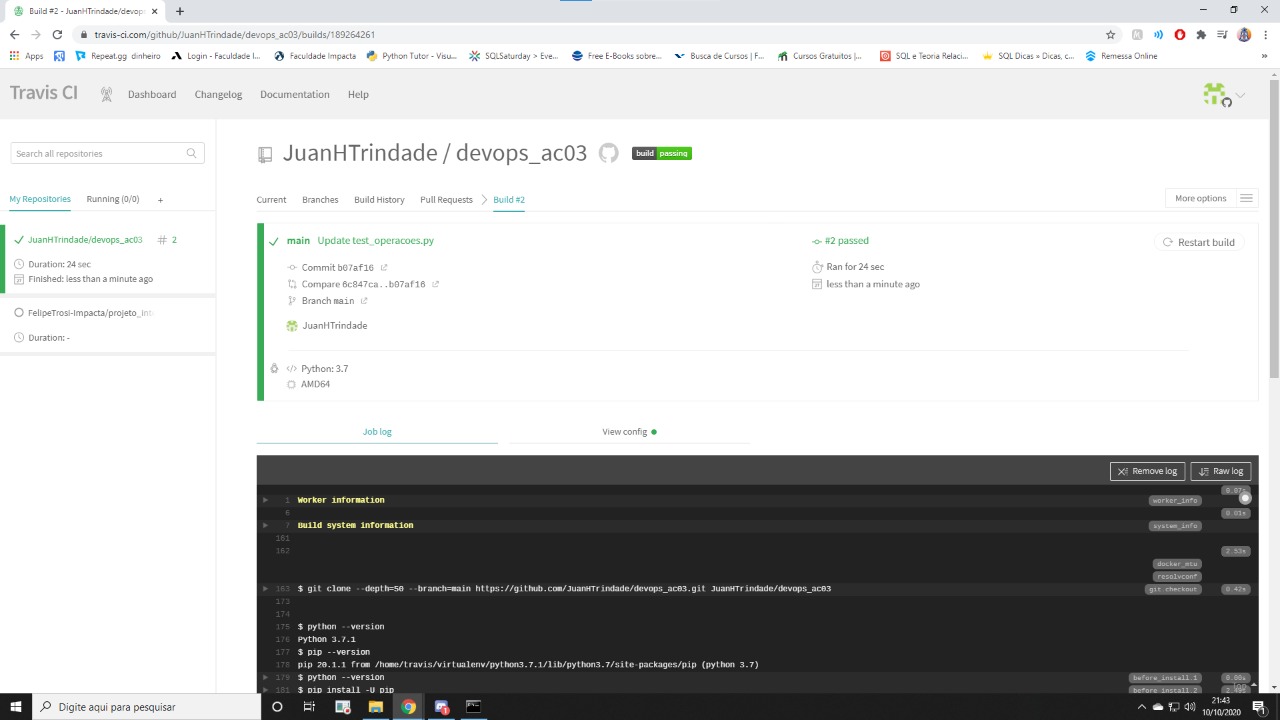 Build #2 - JuanHTrindade/devops_
travis-ci.com/github/JuanHTrindade/devops_ac03/builds/189264261
Apps
Repeat.gg
dinheiro
Login - Faculdade I...
Faculdade Impacta
Python Tutor - Visu...
SQLSaturday > Eve...
Free E-Books sobre...
Busca de Cursos | F...
Cursos Gratuitos | ...
SQL e Teoria Relaci...
SQL Dicas » Dicas, c...
Remessa Online
»
Travis CI
Dashboard
Changelog
Documentation
Help
Search all repositories
JuanHTrindade / devops_ac03
build passing
My Repositories
Running (0/0)
+
Current
Branches
Build History
Pull Requests
Build #2
More options
JuanHTrindade/devops_ac03
# 2
Duration: 24 sec
Finished: less than a minute ago
FelipeTrosi-Impacta/projeto_int
Duration: -
main Update test_operacoes.py
#2 passed
Restart build
Commit b07af16
Ran for 24 sec
Compare 6c847ca..b07af16
less than a minute ago
Branch main
JuanHTrindade
Python: 3.7
AMD64
Job log
View config
Remove log
Raw log
0.07s
1 Worker information worker_info
6 0.01s
7 Build system information system_info
161
162 2.53s
docker_mtu
resolvconf
163 $ git clone --depth=50 --branch=main https://github.com/JuanHTrindade/devops_ac03.git JuanHTrindade/devops_ac03 git.checkout 0.42s
173
174
175 $ python --version
176 Python 3.7.1
177 $ pip --version
178 pip 20.1.1 from /home/travis/virtualenv/python3.7.1/lib/python3.7/site-packages/pip (python 3.7)
179 $ python --version before_install.1 0.00s
181 $ pip install -U pip before_install.2 2.49s
Top
Digite aqui para pesquisar
21:43
10/10/2020